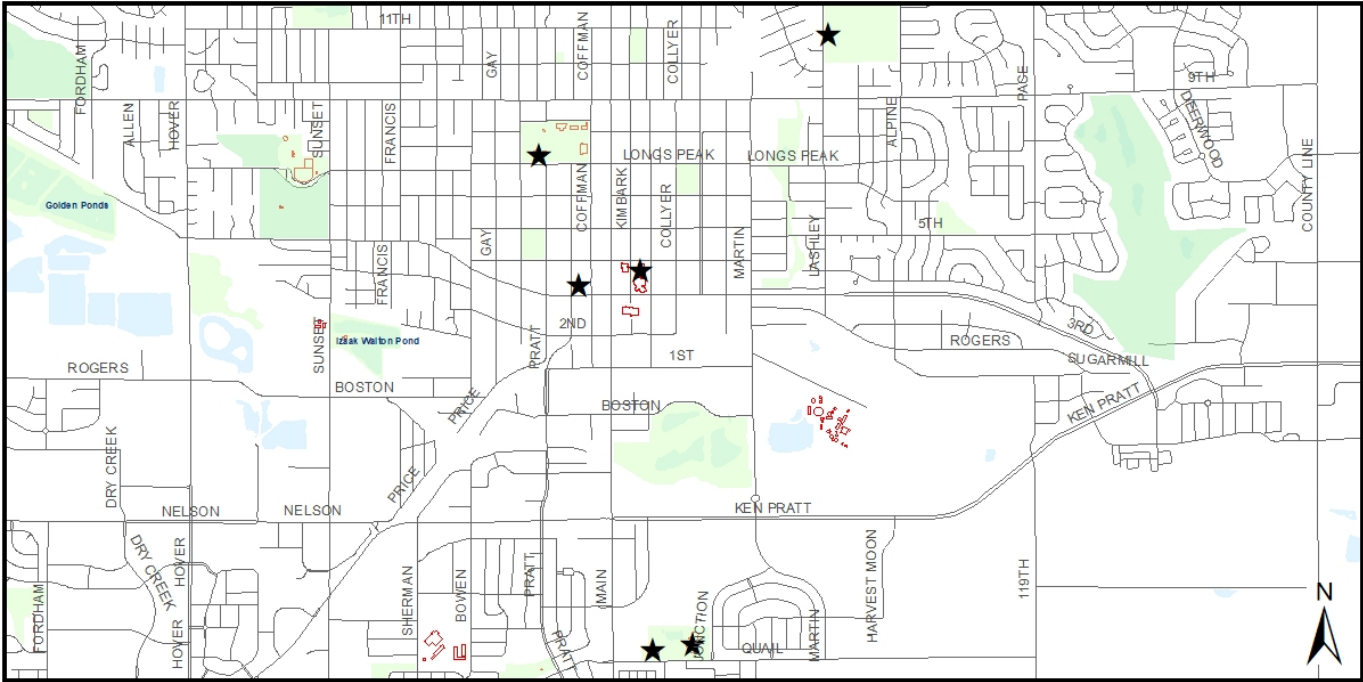 11TH
FORDHAM
GAY
COFFMAN
COLLYER
PACE
9TH
ALLEN
HOVER
SUNSET
FRANCIS
ALPINE
DEERWOOD
LONGS PEAK
LONGS PEAK
COUNTY LINE
Golden Ponds
COFFMAN
KIMBARK
COLLYER
5TH
GAY
MARTIN
LASHLEY
FRANCIS
2ND
3RD
SUNSET
Izaak Walton Pond
PRATT
ROGERS
1ST
SUGARMILL
ROGERS
BOSTON
PRICE
BOSTON
KEN PRATT
DRY CREEK
PRICE
NELSON
NELSON
KEN PRATT
DRY CREEK
HOVER
FORDHAM
SHERMAN
BOWEN
PRATT
MAIN
HARVEST MOON
119TH
N
HOVER
PRATT
JUNCTION
QUAIL
MARTIN